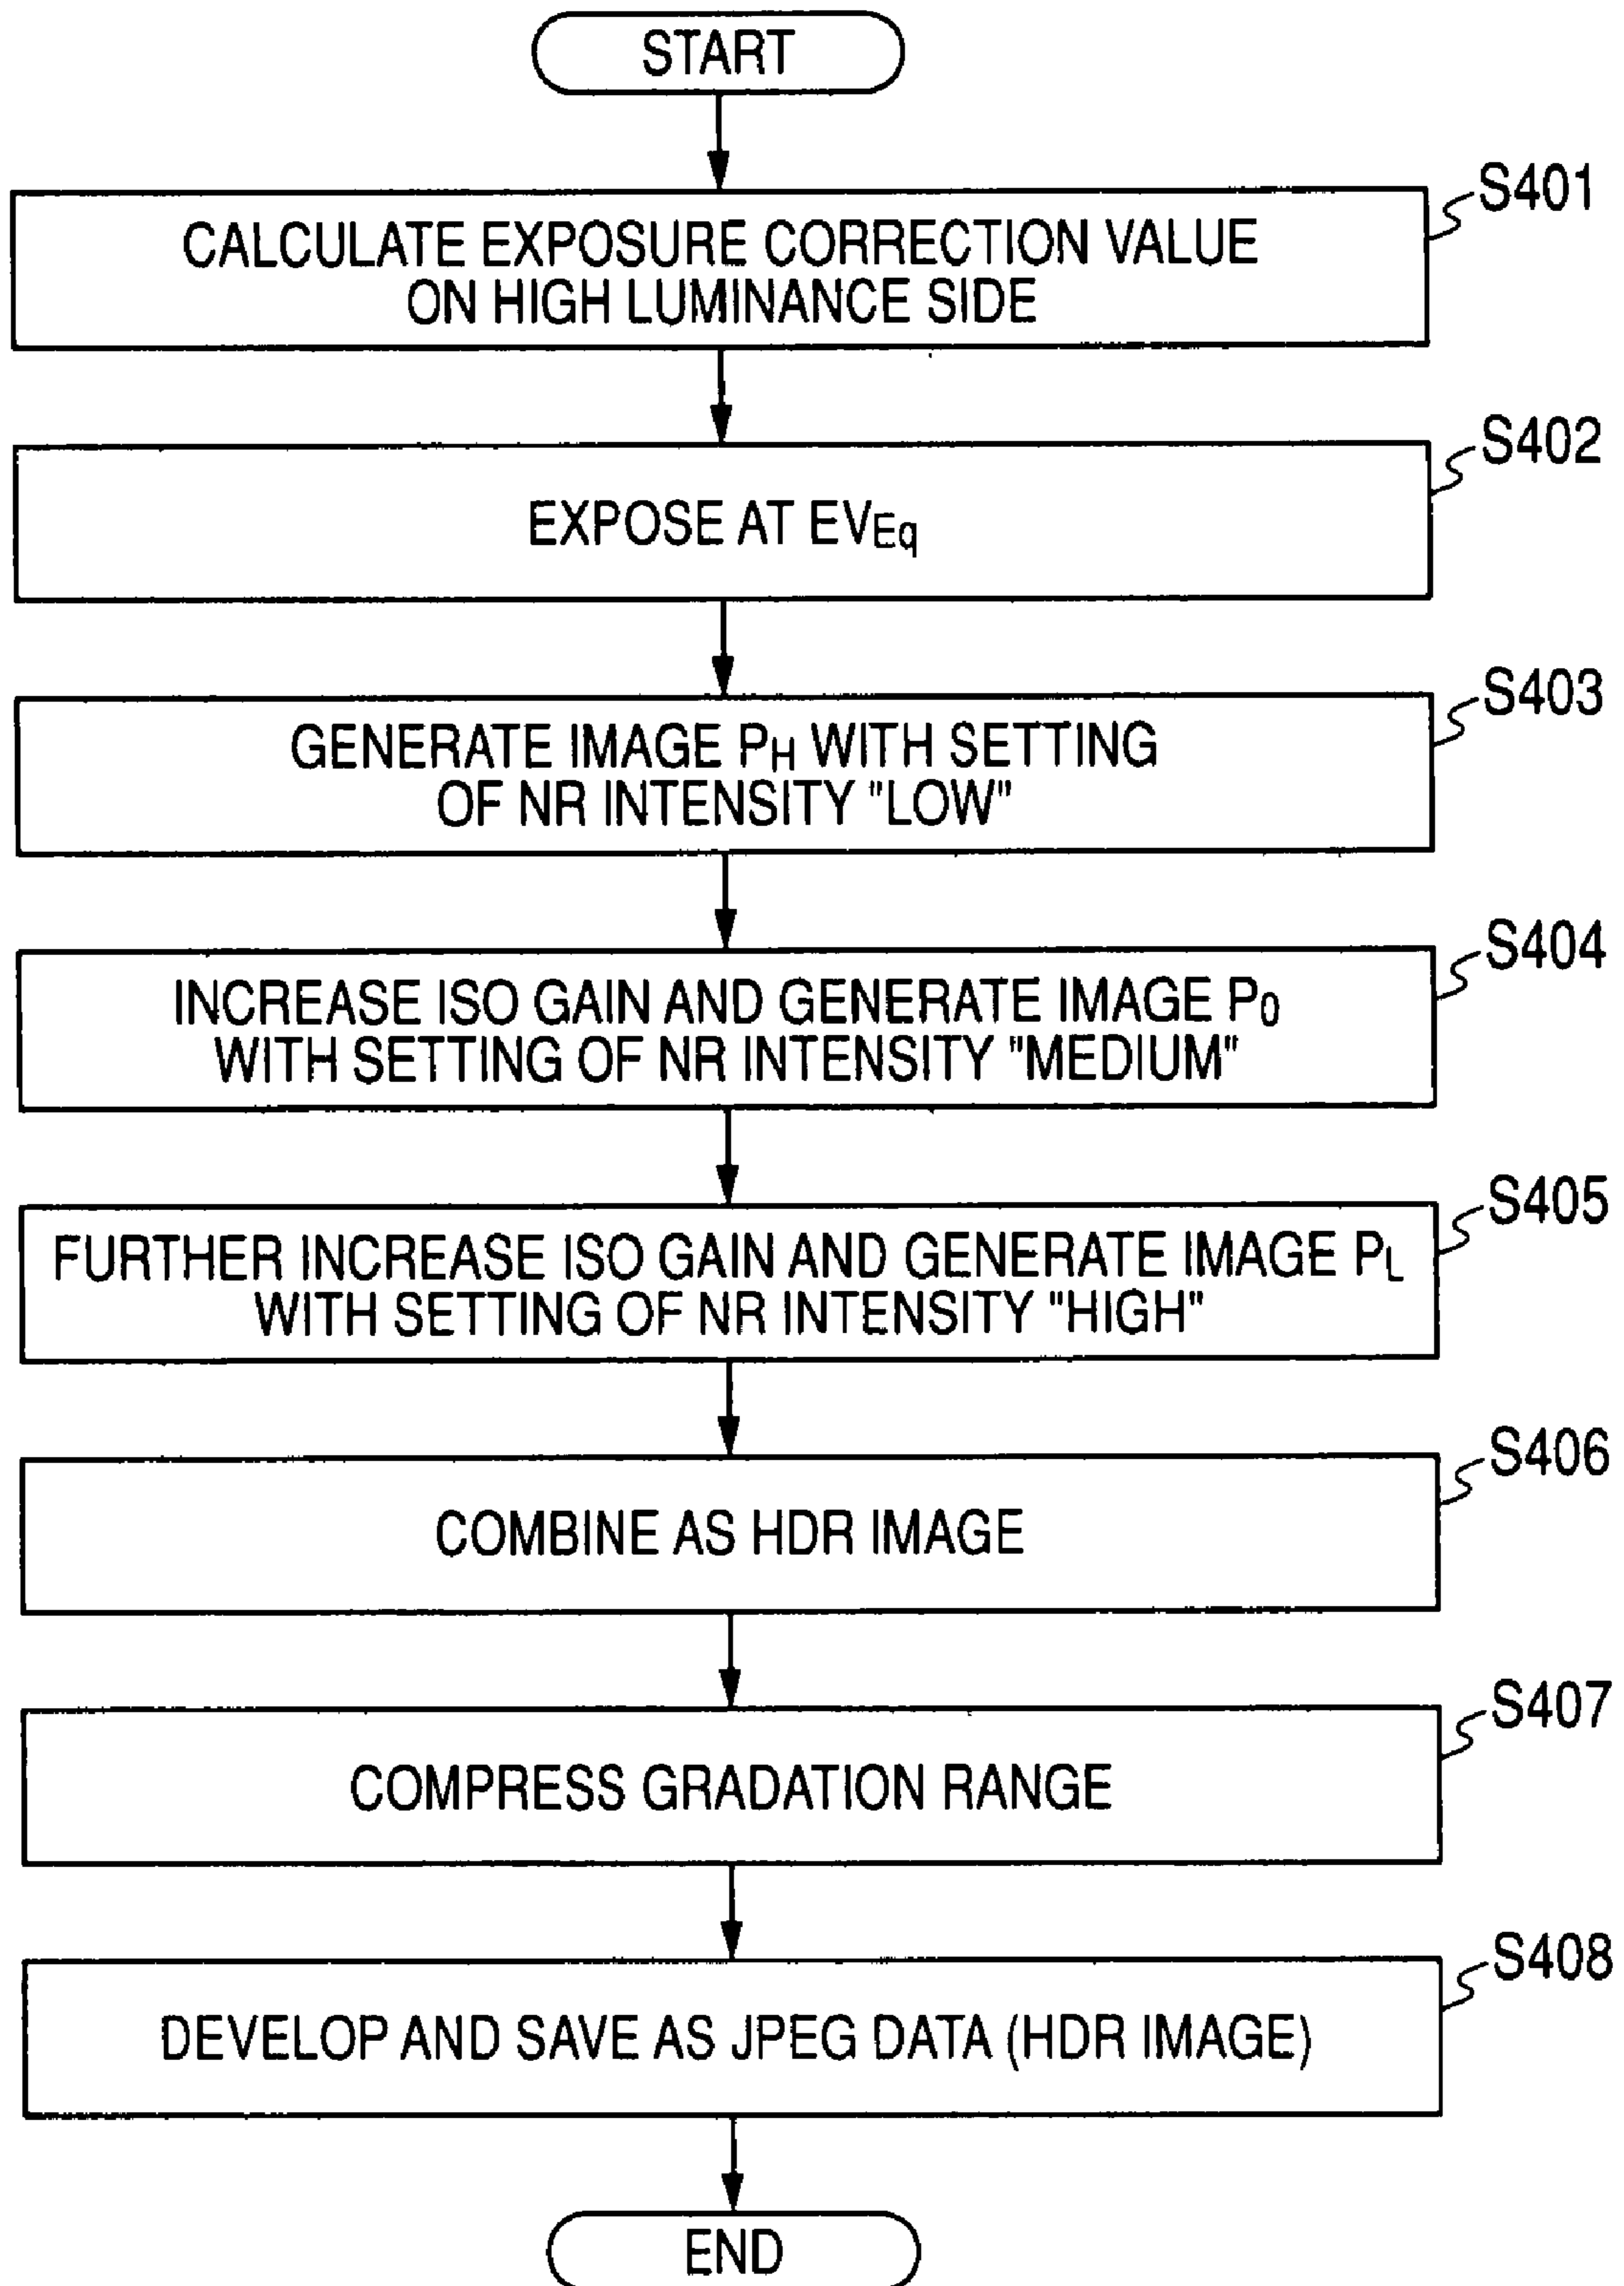 START
S401
CALCULATE EXPOSURE CORRECTION VALUE
ON HIGH LUMINANCE SIDE
S402
EXPOSE AT EVEq
S403
GENERATE IMAGE PH WITH SETTING
OF NR INTENSITY "LOW"
S404
INCREASE ISO GAIN AND GENERATE IMAGE P0
WITH SETTING OF NR INTENSITY "MEDIUM"
S405
FURTHER INCREASE ISO GAIN AND GENERATE IMAGE PL
WITH SETTING OF NR INTENSITY "HIGH"
S406
COMBINE AS HDR IMAGE
S407
COMPRESS GRADATION RANGE
S408
DEVELOP AND SAVE AS JPEG DATA (HDR IMAGE)
END